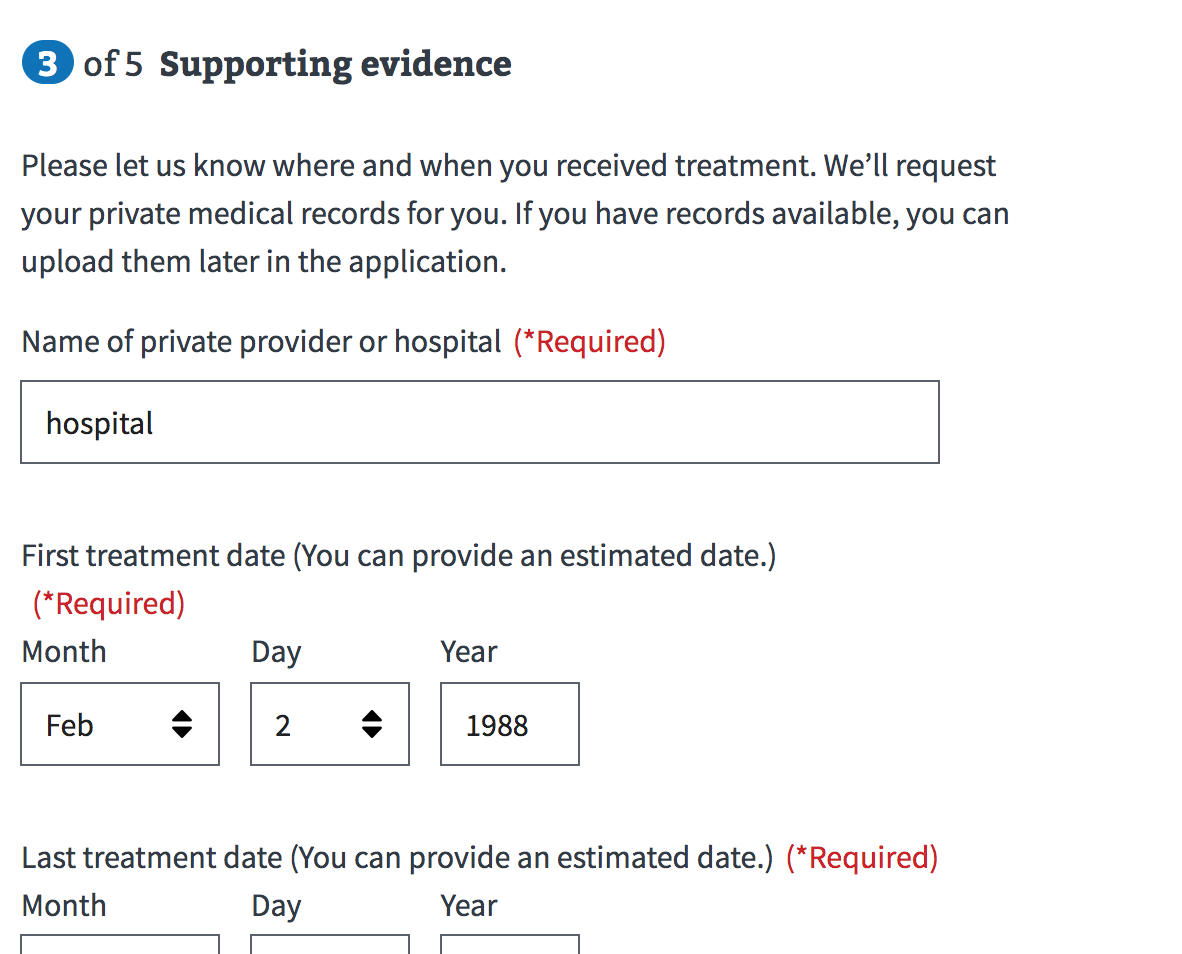 3 of 5 Supporting evidence
Please let us know where and when you received treatment. We’ll request
your private medical records for you. If you have records available, you can
upload them later in the application.
Name of private provider or hospital (*Required)
hospital
First treatment date (You can provide an estimated date.)
(*Required)
Month Day Year
Feb 2 1988
Last treatment date (You can provide an estimated date.) (*Required)
Month Day Year